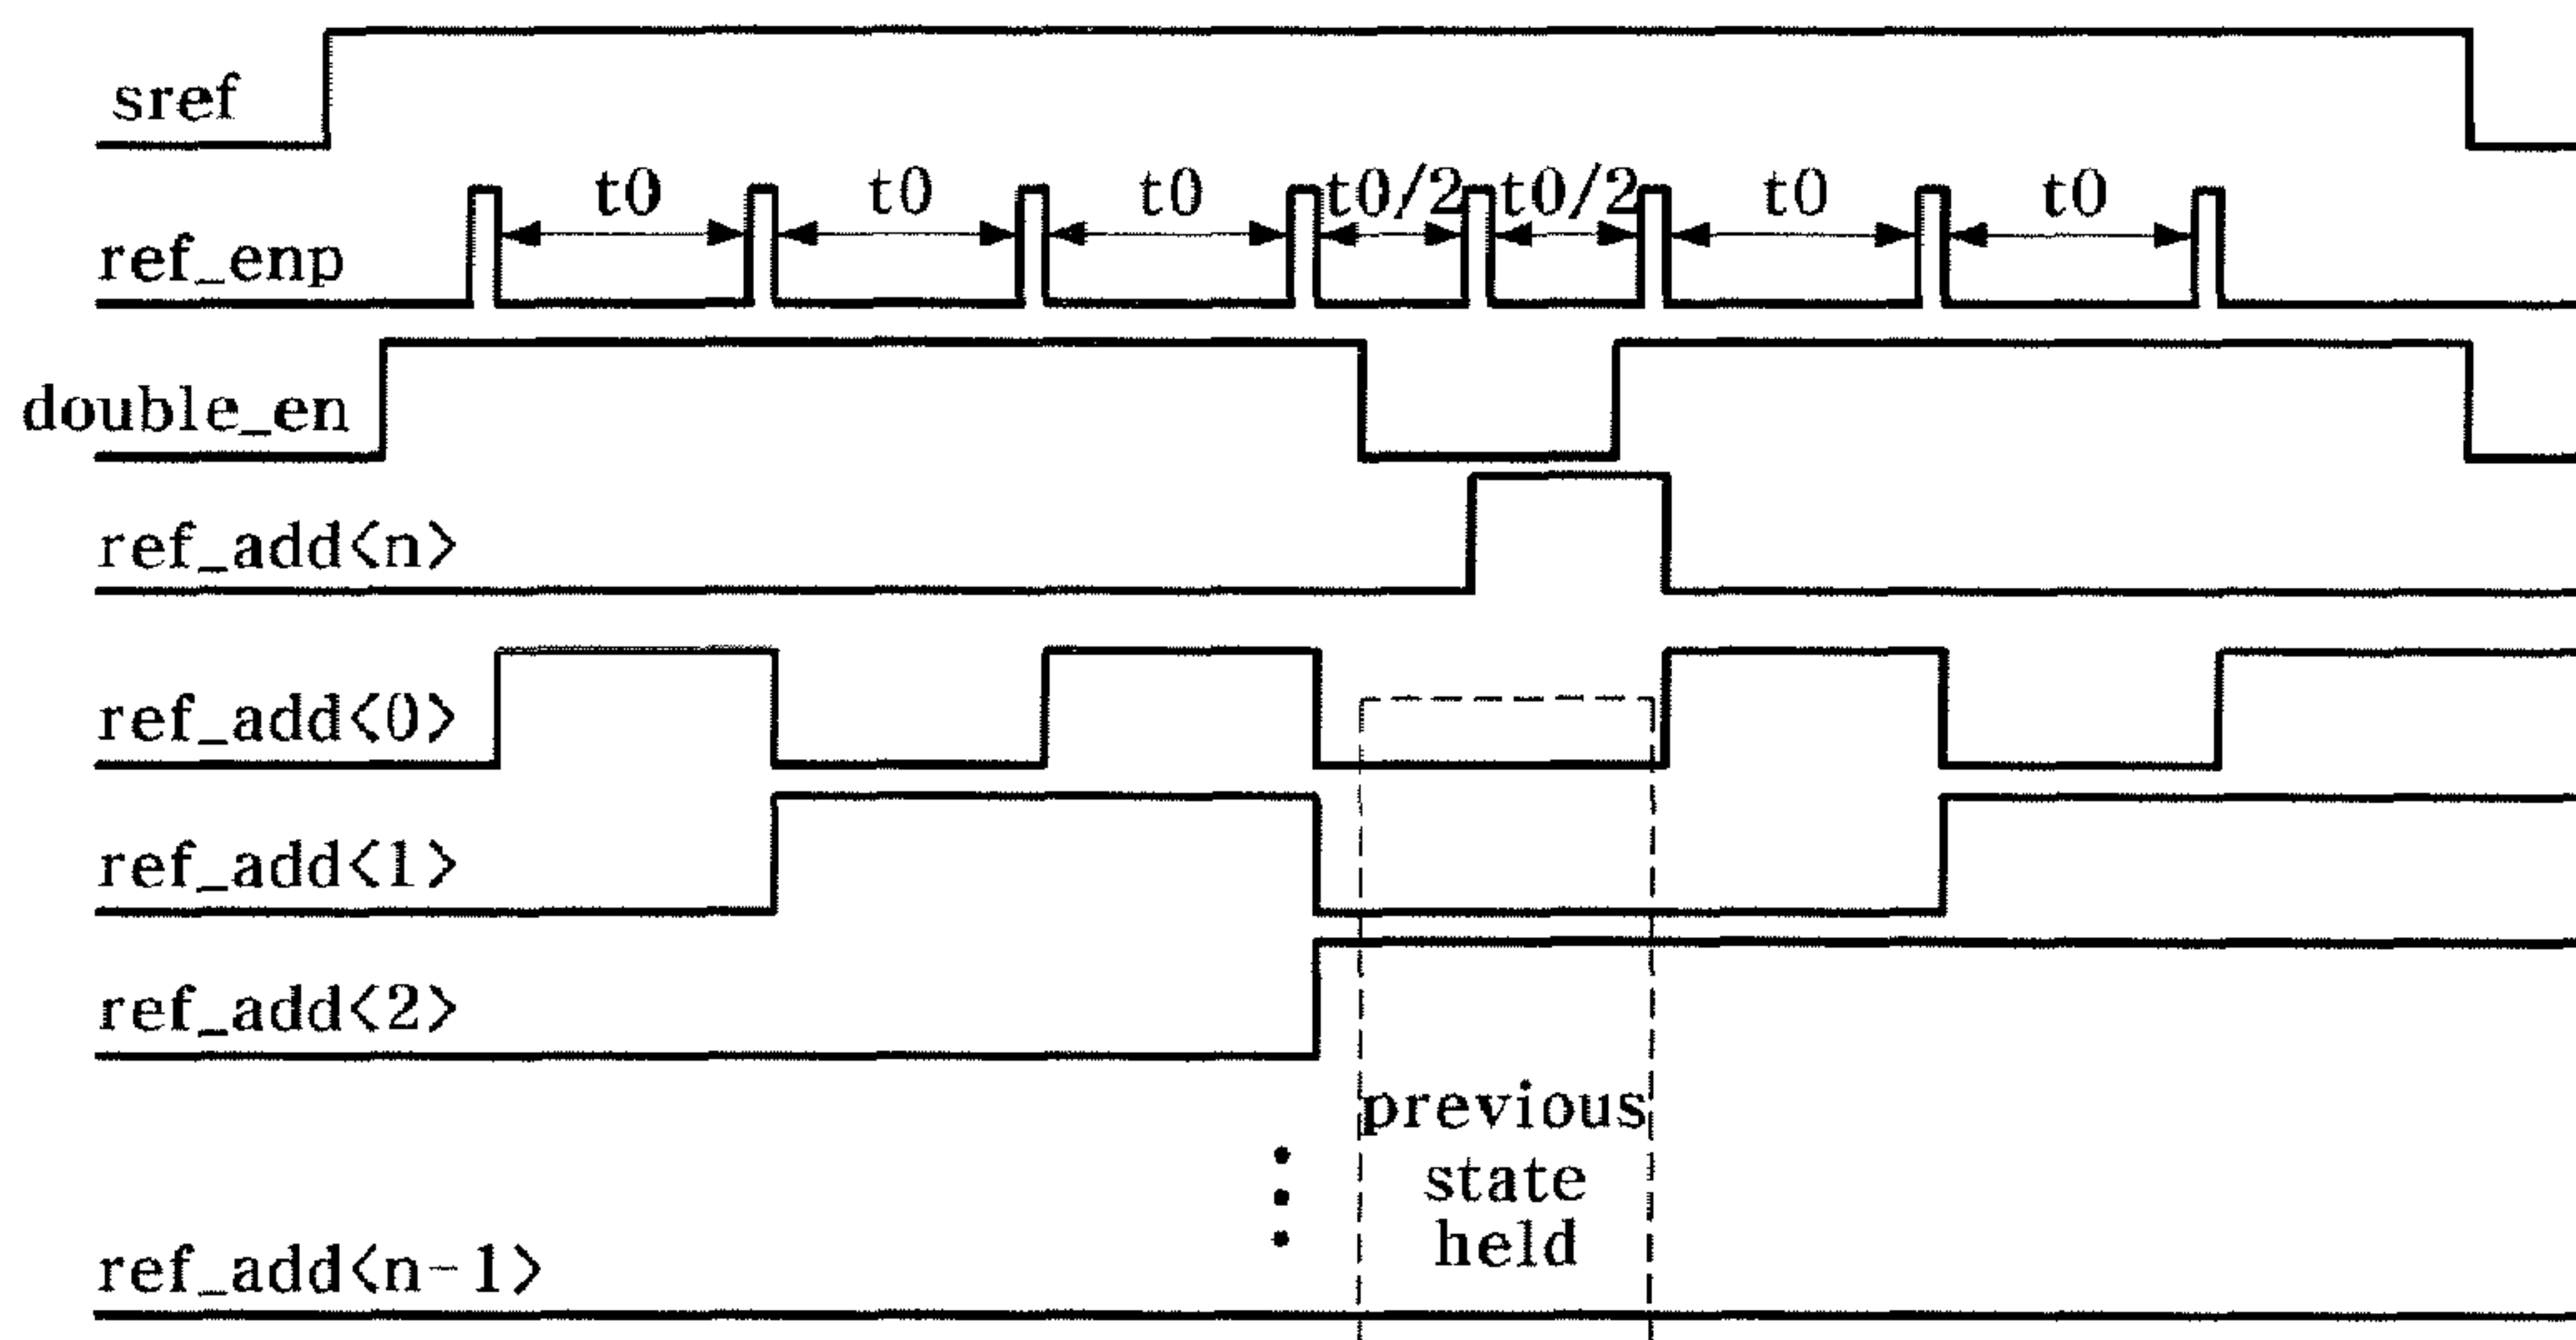 sref
t0 t0 t0 t0/2 t0/2 t0 t0
ref_enp
double_en
ref_add<n>
ref_add<0>
ref_add<1>
ref_add<2>
previous
state
held
ref_add<n-1>